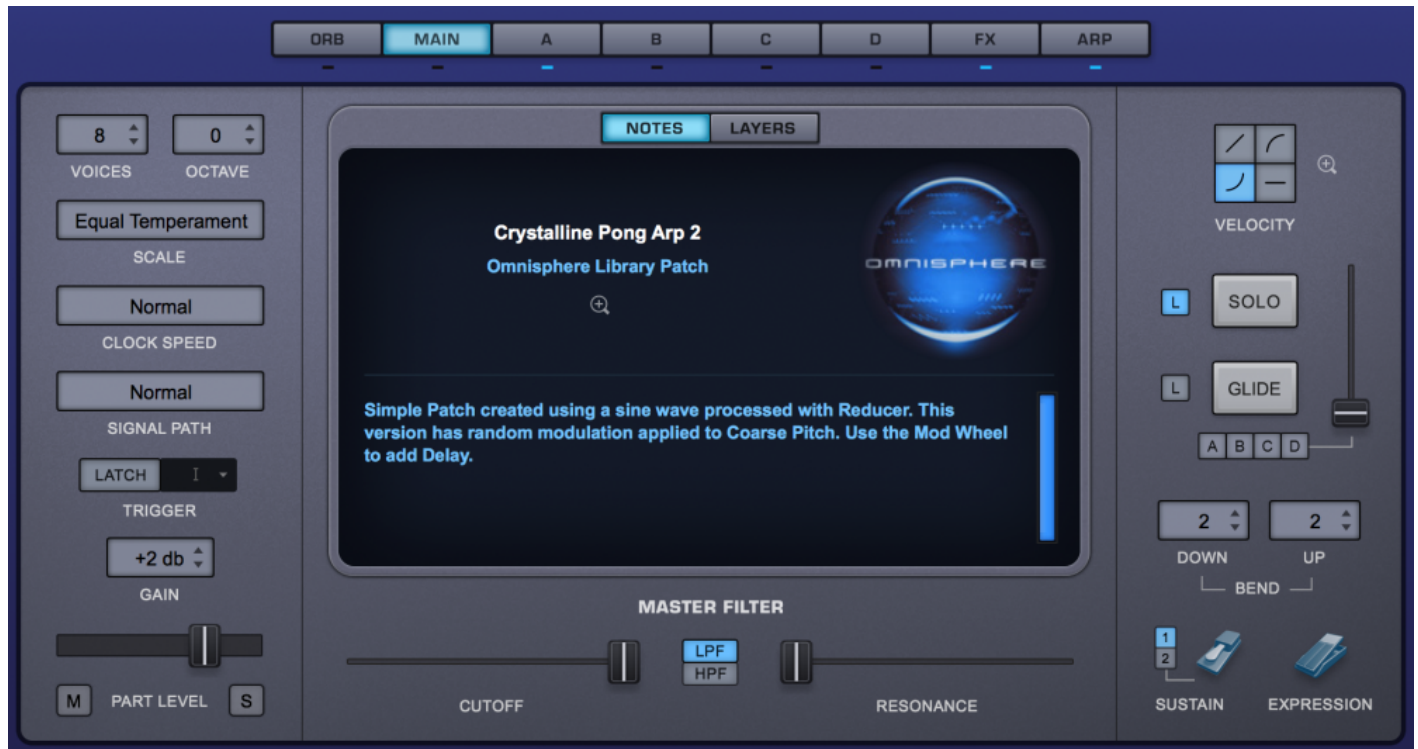 ORB MAIN A B C D FX ARP
NOTES LAYERS
8 0
VOICES OCTAVE
Equal Temperament
SCALE
Normal
CLOCK SPEED
Normal
SIGNAL PATH
LATCH
TRIGGER
+2 db
GAIN
M PART LEVEL S
Crystalline Pong Arp 2
Omnisphere Library Patch
OMNISPHERE
Simple Patch created using a sine wave processed with Reducer. This
version has random modulation applied to Coarse Pitch. Use the Mod Wheel
to add Delay.
MASTER FILTER
LPF
HPF
CUTOFF RESONANCE
VELOCITY
L SOLO
L GLIDE
A B C D
2 2
DOWN UP
BEND
1
2
SUSTAIN EXPRESSION